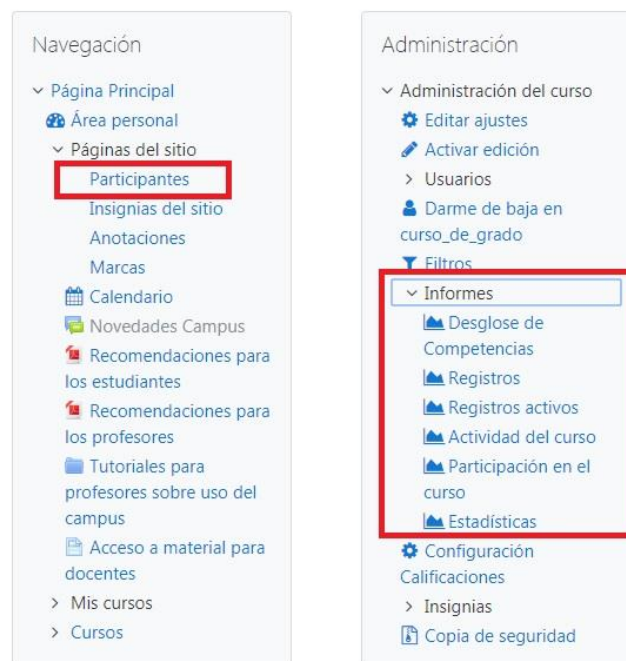 Navegación
Página Principal
Área personal
Páginas del sitio
Participantes
Insignias del sitio
Anotaciones
Marcas
Calendario
Novedades Campus
Recomendaciones para
los estudiantes
Recomendaciones para
los profesores
Tutoriales para
profesores sobre uso del
campus
Acceso a material para
docentes
Mis cursos
Cursos
Administración
Administración del curso
Editar ajustes
Activar edición
Usuarios
Darme de baja en
curso_de_grado
Filtros
Informes
Desglose de
Competencias
Registros
Registros activos
Actividad del curso
Participación en el
curso
Estadísticas
Configuración
Calificaciones
Insignias
Copia de seguridad